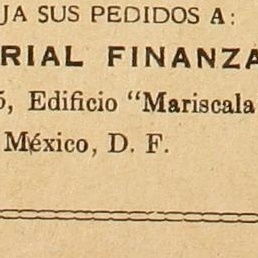 JA SUS PEDIDOS A:
RIAL FINANZA
5, Edificio "Mariscala
México, D. F.